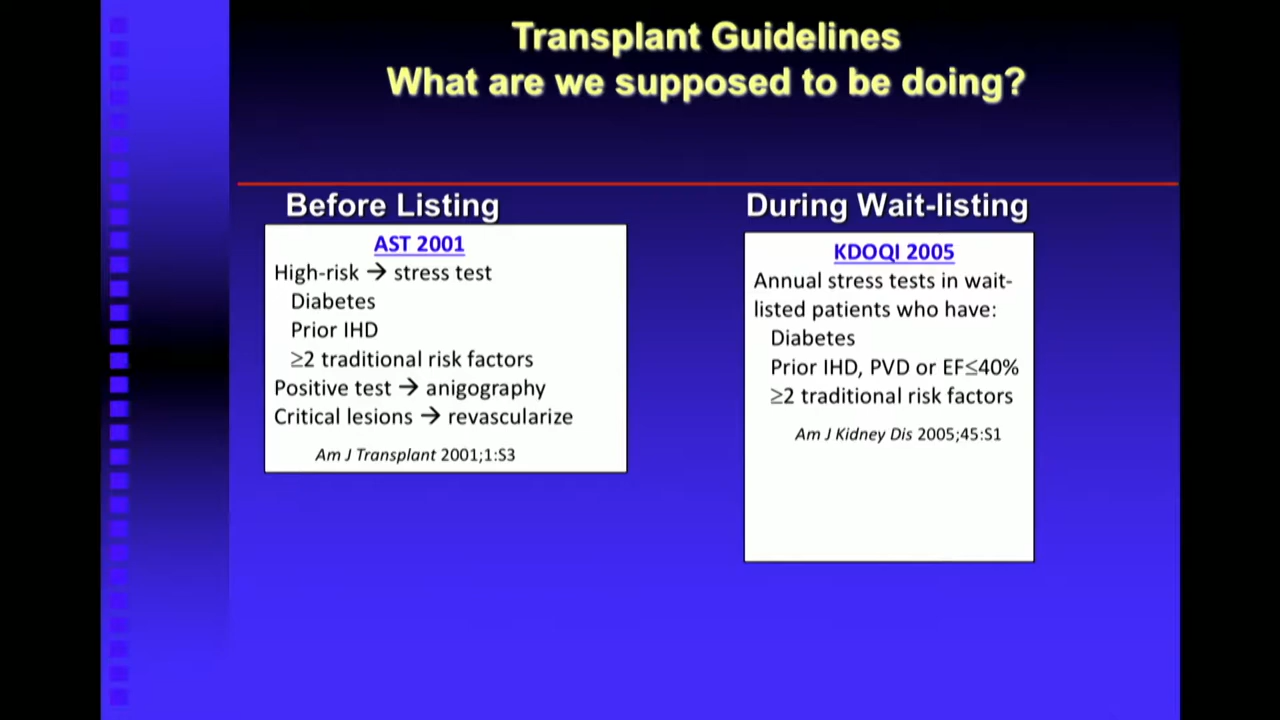 Transplant Guidelines
What are we supposed to be doing?
Before Listing
AST 2001
High-risk → stress test
Diabetes
Prior IHD
≥2 traditional risk factors
Positive test → anigography
Critical lesions → revascularize
Am J Transplant 2001;1:S3
During Wait-listing
KDOQI 2005
Annual stress tests in wait-
listed patients who have:
Diabetes
Prior IHD, PVD or EF≤40%
≥2 traditional risk factors
Am J Kidney Dis 2005;45:S1